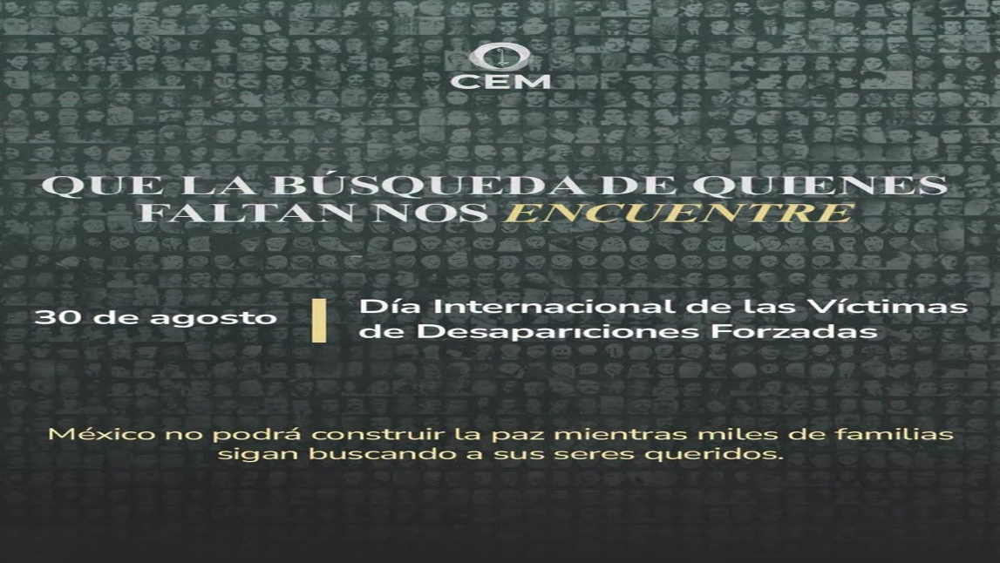 CEM
QUE LA BÚSQUEDA DE QUIENES
FALTAN NOS ENCUENTRE
30 de agosto
Día Internacional de las Víctimas
de Desapariciones Forzadas
México no podrá construir la paz mientras miles de familias
sigan buscando a sus seres queridos.